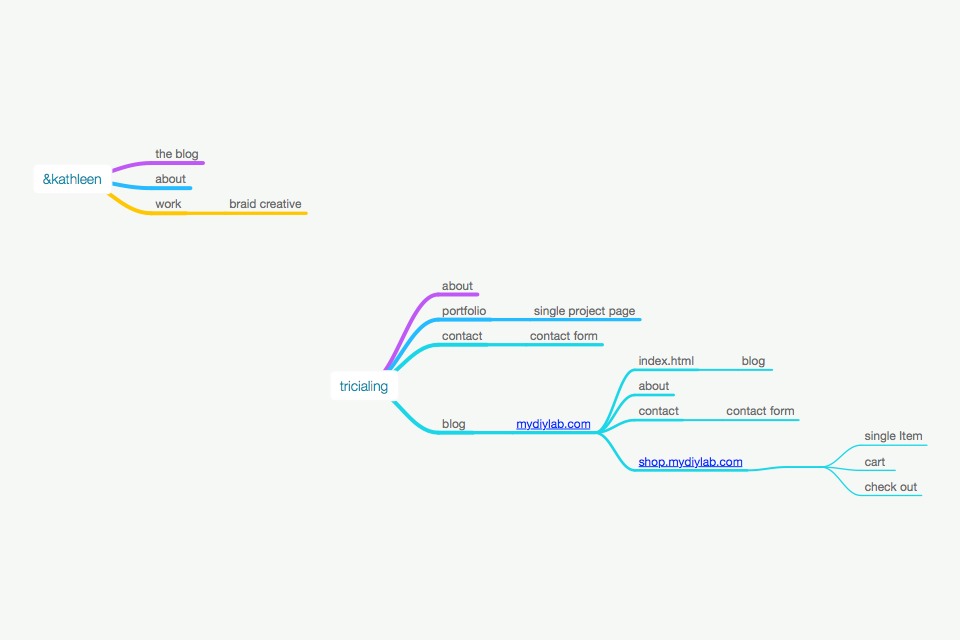 the blog
&kathleen
about
work braid creative
about
portfolio single project page
contact contact form
tricialing
blog mydiylab.com
index.html blog
about
contact contact form
shop.mydiylab.com
single Item
cart
check out